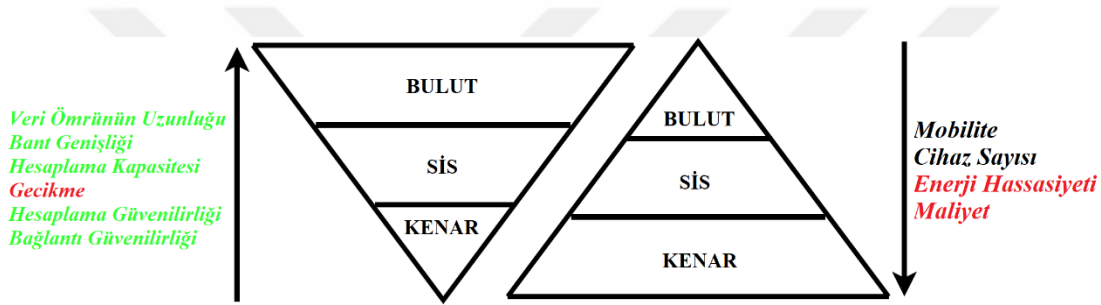 Veri Ömrünün Uzunluğu
Bant Genişliği
Hesaplama Kapasitesi
Gecikme
Hesaplama Güvenilirliği
Bağlantı Güvenilirliği
BULUT
SİS
KENAR
BULUT
SİS
KENAR
Mobilite
Cihaz Sayısı
Enerji Hassasiyeti
Maliyet